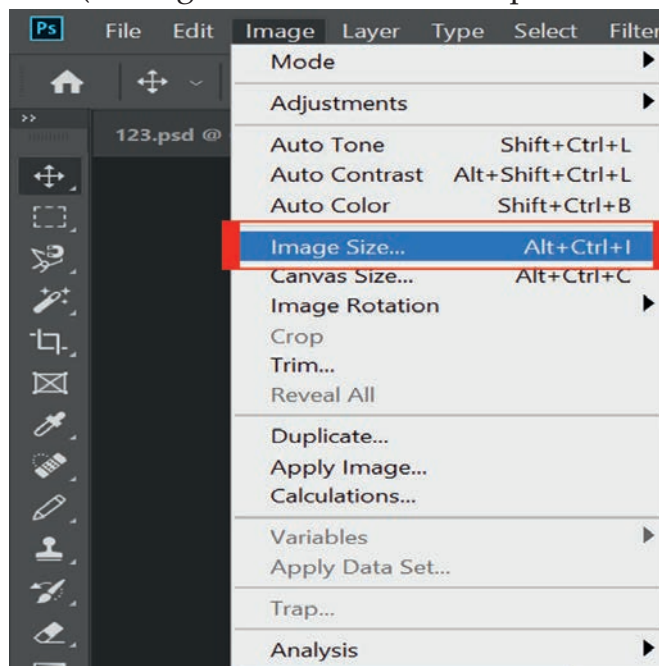 Ps File Edit Image Layer Type Select Filter
Mode
Adjustments
123.psd @
Auto Tone Shift+Ctrl+L
Auto Contrast Alt+Shift+Ctrl+L
Auto Color Shift+Ctrl+B
Image Size... Alt+Ctrl+I
Canvas Size... Alt+Ctrl+C
Image Rotation
Crop
Trim...
Reveal All
Duplicate...
Apply Image...
Calculations...
Variables
Apply Data Set...
Trap...
Analysis